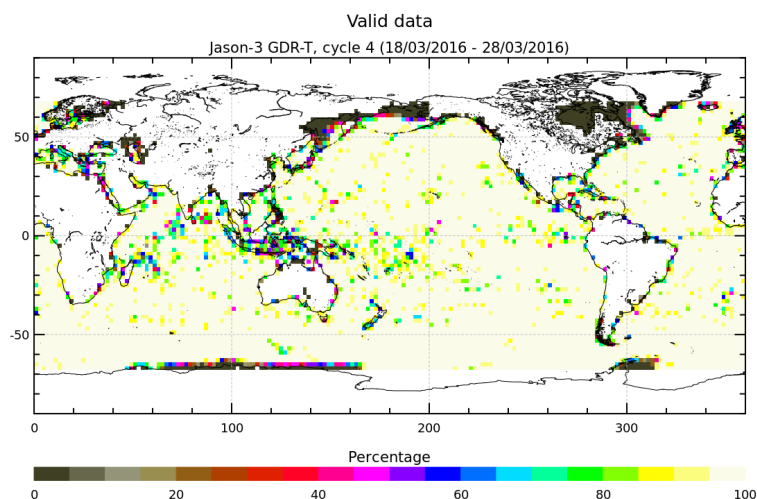 Valid data
Jason-3 GDR-T, cycle 4 (18/03/2016 - 28/03/2016)
50
0
-50
0 100 200 300
Percentage
0 20 40 60 80 100